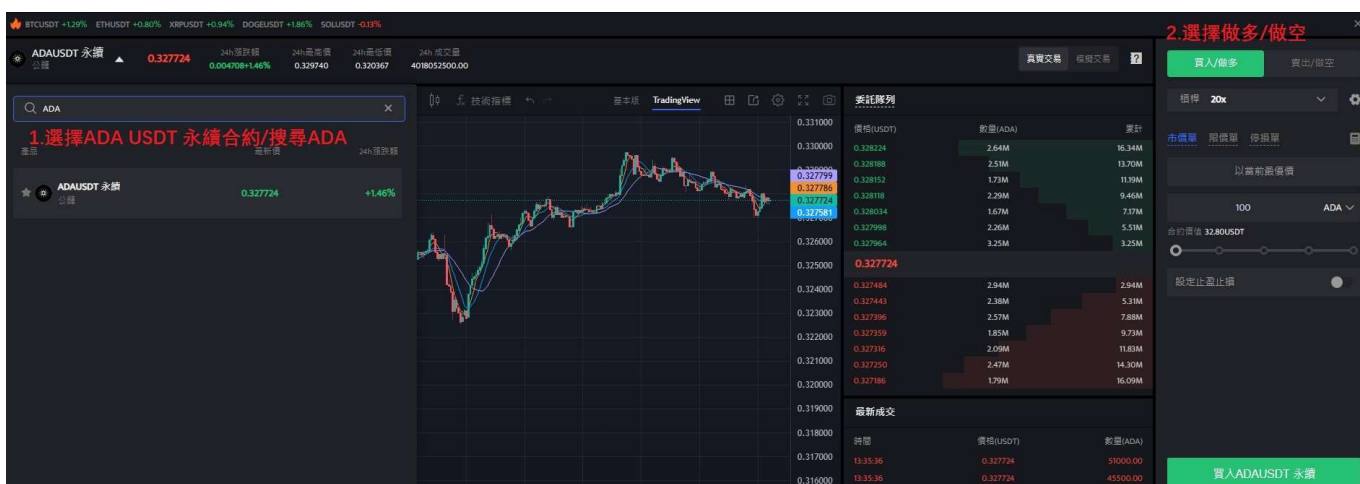 BTCUSDT +1.29% ETHUSDT +0.80% XRPUSDT +0.94% DOGEUSDT +1.86% SOLUSDT -0.13%
ADAUSDT 永續
公鏈
0.327724
24h漲跌額
0.004708+1.46%
24h最高價
0.329740
24h最低價
0.320367
24h 成交量
4018052500.00
真實交易 模擬交易 ?
ADA
1.選擇ADA USDT 永續合約/搜尋ADA
產品 最新價 24h漲跌額
ADAUSDT 永續
公鏈
0.327724 +1.46%
技術指標 基本版 TradingView
0.331000
0.330000
0.327799
0.327786
0.327724
0.327581
0.326000
0.325000
0.324000
0.323000
0.322000
0.321000
0.320000
0.319000
0.318000
0.317000
0.316000
委託隊列
價格(USDT) 數量(ADA) 累計
0.328224 2.64M 16.34M
0.328188 2.51M 13.70M
0.328152 1.73M 11.19M
0.328118 2.29M 9.46M
0.328034 1.67M 7.17M
0.327998 2.26M 5.51M
0.327964 3.25M 3.25M
0.327724
0.327484 2.94M 2.94M
0.327443 2.38M 5.31M
0.327396 2.57M 7.88M
0.327359 1.85M 9.73M
0.327316 2.09M 11.83M
0.327250 2.47M 14.30M
0.327186 1.79M 16.09M
最新成交
時間 價格(USDT) 數量(ADA)
13:35:36 0.327724 51000.00
13:35:36 0.327724 45500.00
2.選擇做多/做空
買入/做多 賣出/做空
槓桿 20x
市價單 限價單 停損單
以當前最優價
100 ADA
合約價值 32.80USDT
設定止盈止損
買入ADAUSDT 永續